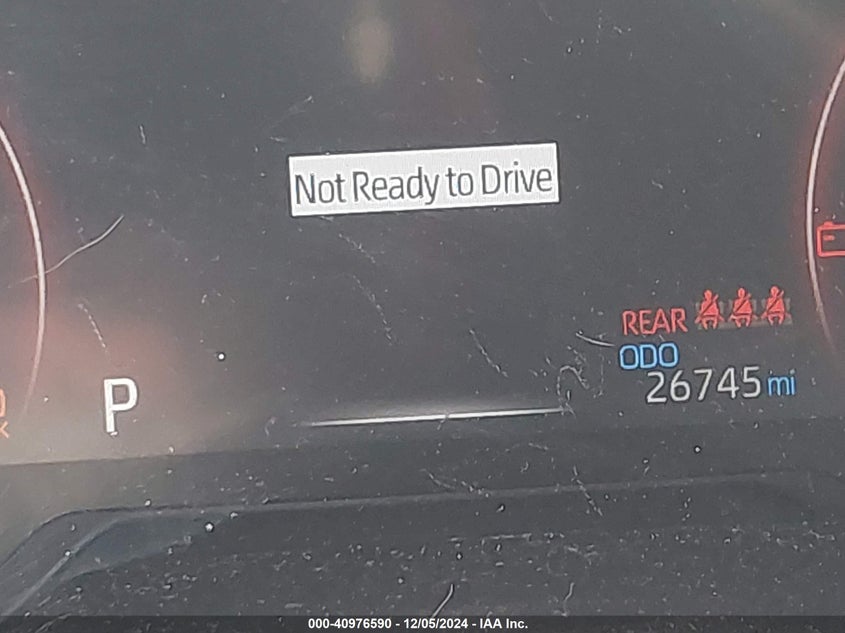 Not Ready to Drive
REAR
ODO
26745 mi
P
000-40976590 - 12/05/2024 - IAA Inc.